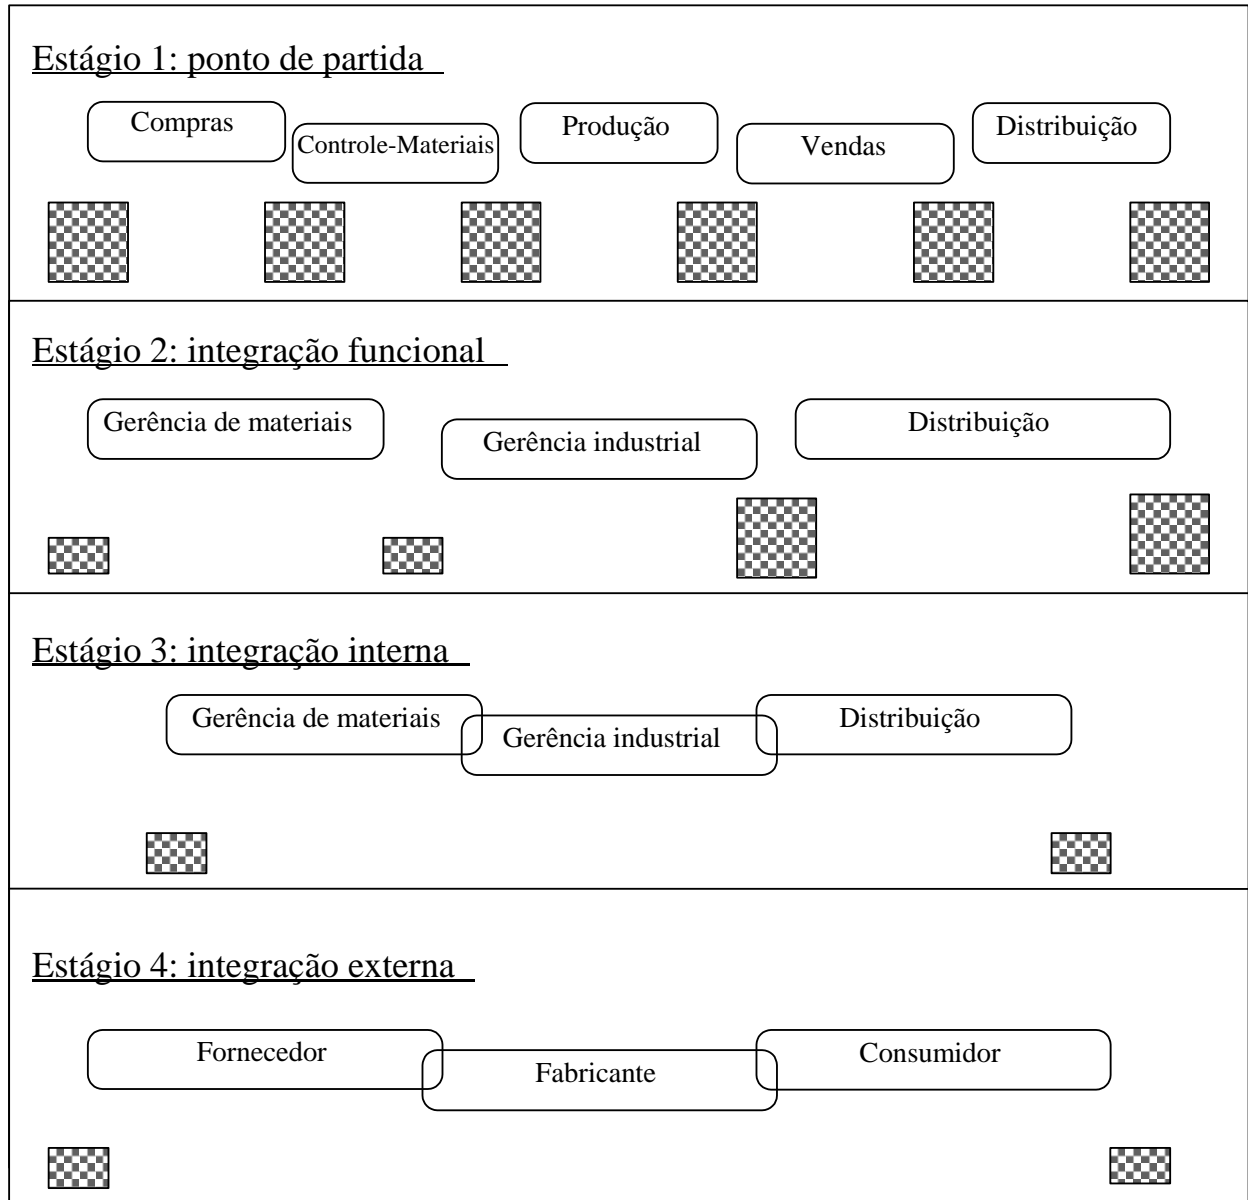 Estágio 1: ponto de partida
Compras
Controle-Materiais
Produção
Vendas
Distribuição
Estágio 2: integração funcional
Gerência de materiais
Gerência industrial
Distribuição
Estágio 3: integração interna
Gerência de materiais
Gerência industrial
Distribuição
Estágio 4: integração externa
Fornecedor
Fabricante
Consumidor